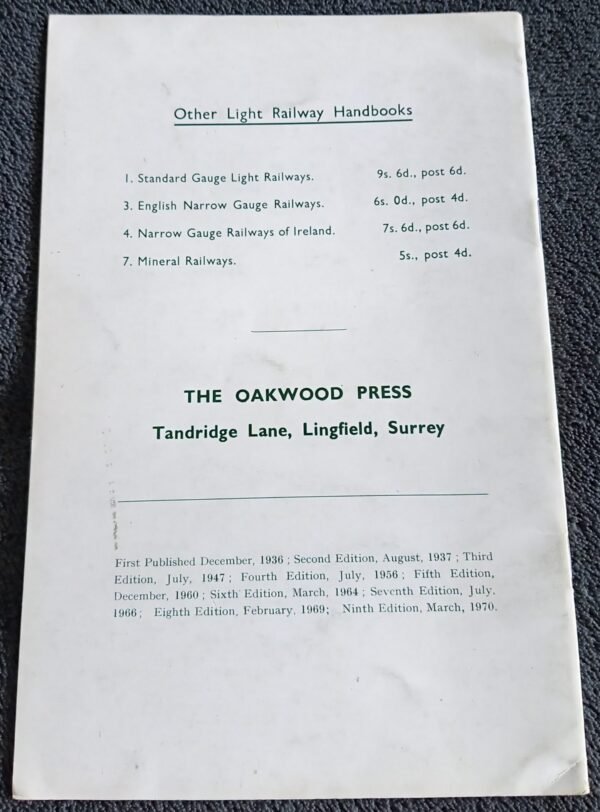 Other Light Railway Handbooks
1. Standard Gauge Light Railways. 9s. 6d., post 6d.
3. English Narrow Gauge Railways. 6s. 0d., post 4d.
4. Narrow Gauge Railways of Ireland. 7s. 6d., post 6d.
7. Mineral Railways. 5s., post 4d.
THE OAKWOOD PRESS
Tandridge Lane, Lingfield, Surrey
First Published December, 1936 ; Second Edition, August, 1937 ; Third
Edition, July, 1947 ; Fourth Edition, July, 1956 ; Fifth Edition,
December, 1960 ; Sixth Edition, March, 1964 ; Seventh Edition, July,
1966 ; Eighth Edition, February, 1969; Ninth Edition, March, 1970.